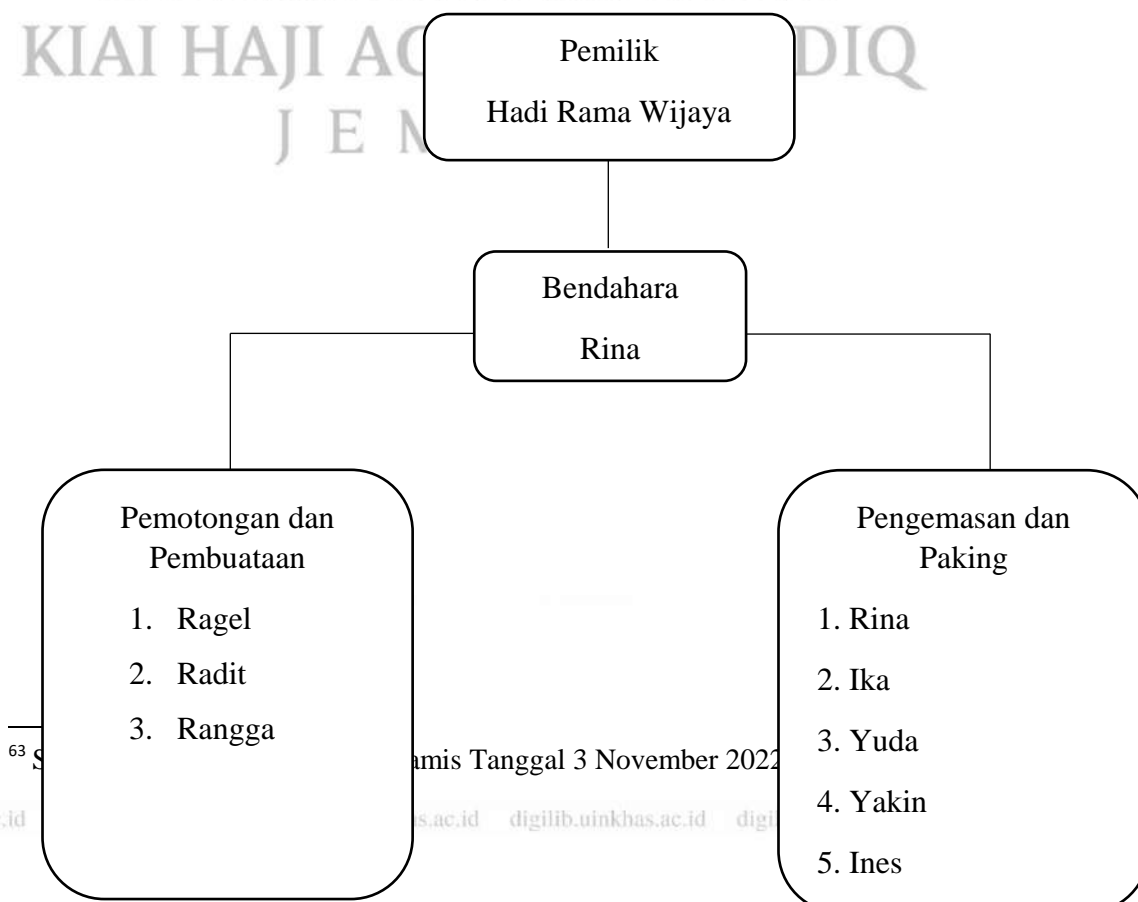 KIAI HAJI DIQ
J E
Pemilik
Hadi Rama Wijaya
Bendahara
Rina
Pemotongan dan
Pembuataan
1. Ragel
2. Radit
3. Rangga
Pengemasan dan
Paking
1. Rina
2. Ika
3. Yuda
4. Yakin
5. Ines
63 amis Tanggal 3 November 2022
digilib.uinkhas.ac.id